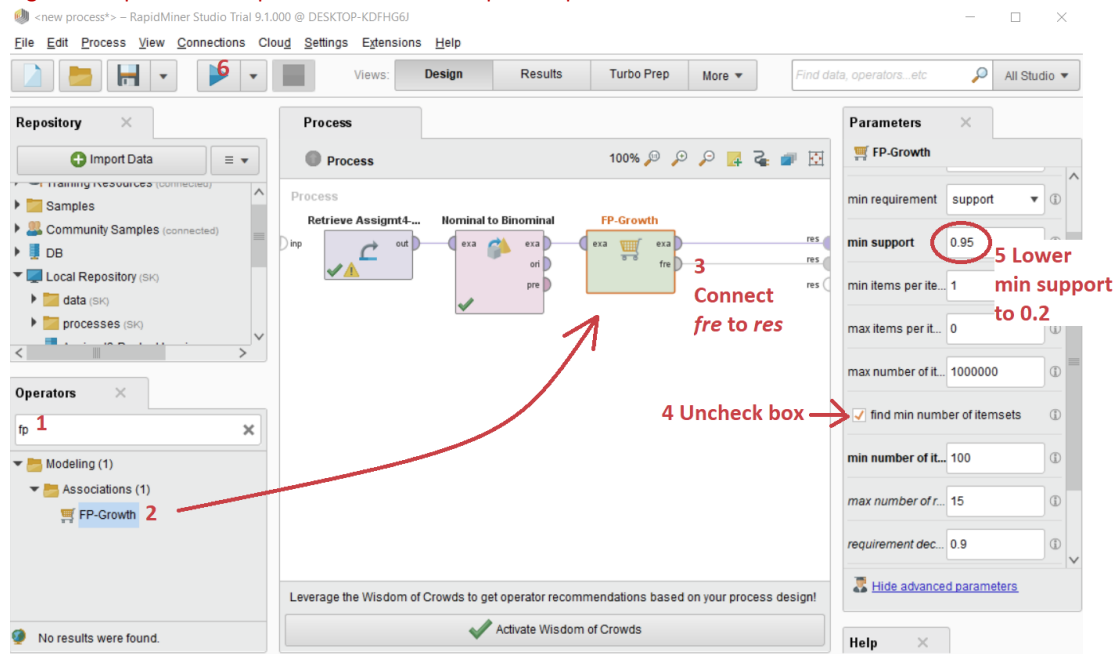 <new process*> – RapidMiner Studio Trial 9.1.000 @ DESKTOP-KDFHG6J
File Edit Process View Connections Cloud Settings Extensions Help
6
Views: Design Results Turbo Prep More ▼ Find data, operators...etc All Studio ▼
Repository
Import Data
Training Resources (connected)
Samples
Community Samples (connected)
DB
Local Repository (SK)
data (SK)
processes (SK)
Operators
fp 1
Modeling (1)
Associations (1)
FP-Growth 2
No results were found.
Process
Process 100%
Process
Retrieve Assigmt4-... Nominal to Binominal FP-Growth
inp out exa exa exa exa res
ori fre res
pre res
3
Connect
fre to res
4 Uncheck box
Leverage the Wisdom of Crowds to get operator recommendations based on your process design!
Activate Wisdom of Crowds
Parameters
FP-Growth
min requirement support
min support 0.95
5 Lower
min support
to 0.2
min items per ite... 1
max items per it... 0
max number of it... 1000000
find min number of itemsets
min number of it... 100
max number of r... 15
requirement dec... 0.9
Hide advanced parameters
Help